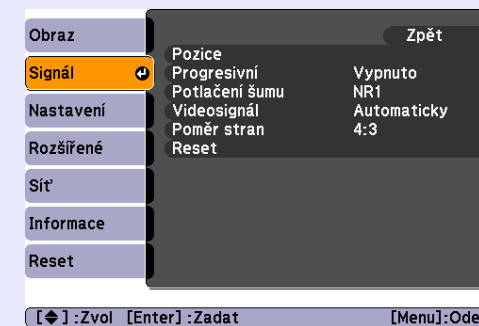 Obraz
Signál
Nastavení
Rozšířené
Síť
Informace
Reset
Zpět
Pozice
Progresivní Vypnuto
Potlačení šumu NR1
Videosignál Automaticky
Poměr stran 4:3
Reset
[◆] :Zvol [Enter] :Zadat [Menu]:Ode